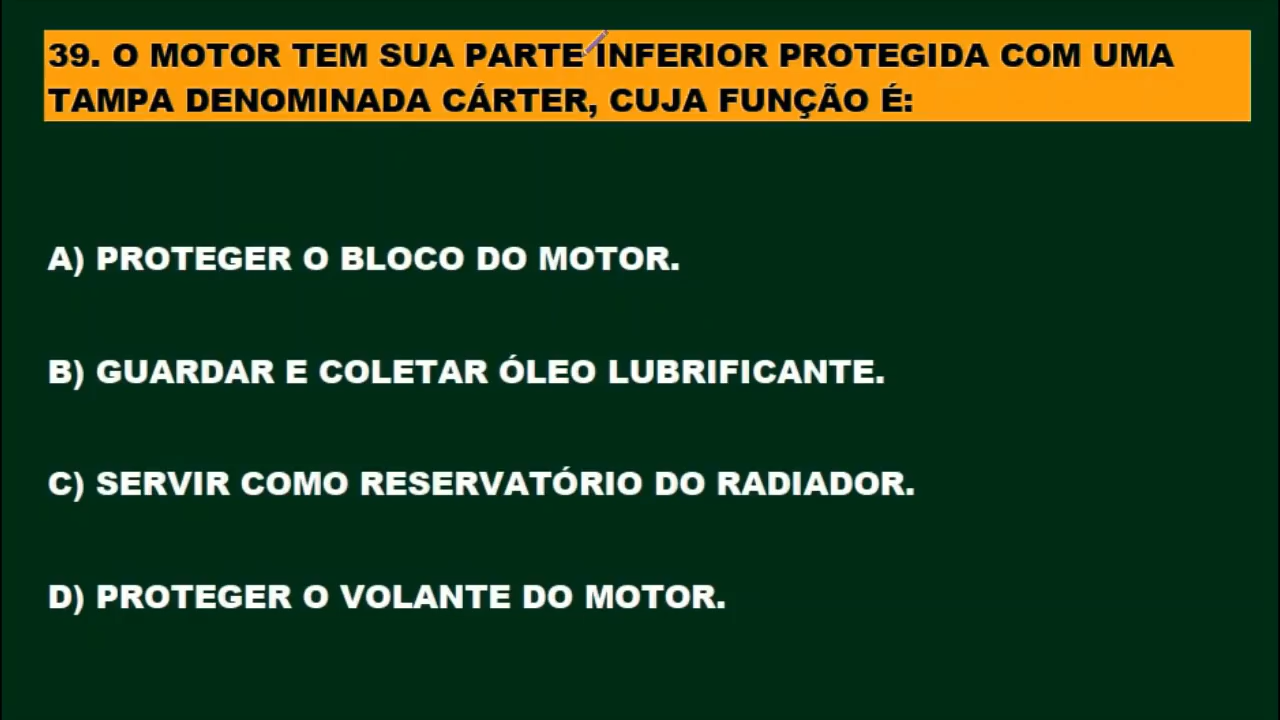 39. O MOTOR TEM SUA PARTE INFERIOR PROTEGIDA COM UMA
TAMPA DENOMINADA CÁRTER, CUJA FUNÇÃO É:
A) PROTEGER O BLOCO DO MOTOR.
B) GUARDAR E COLETAR ÓLEO LUBRIFICANTE.
C) SERVIR COMO RESERVATÓRIO DO RADIADOR.
D) PROTEGER O VOLANTE DO MOTOR.